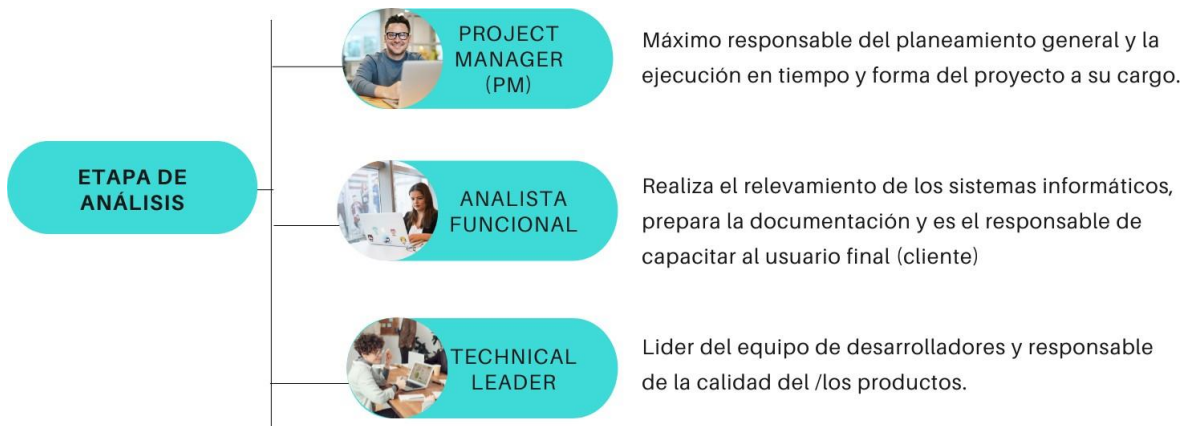 PROJECT
MANAGER
(PM)
Máximo responsable del planeamiento general y la
ejecución en tiempo y forma del proyecto a su cargo.
ETAPA DE
ANÁLISIS
ANALISTA
FUNCIONAL
Realiza el relevamiento de los sistemas informáticos,
prepara la documentación y es el responsable de
capacitar al usuario final (cliente)
TECHNICAL
LEADER
Lider del equipo de desarrolladores y responsable
de la calidad del /los productos.